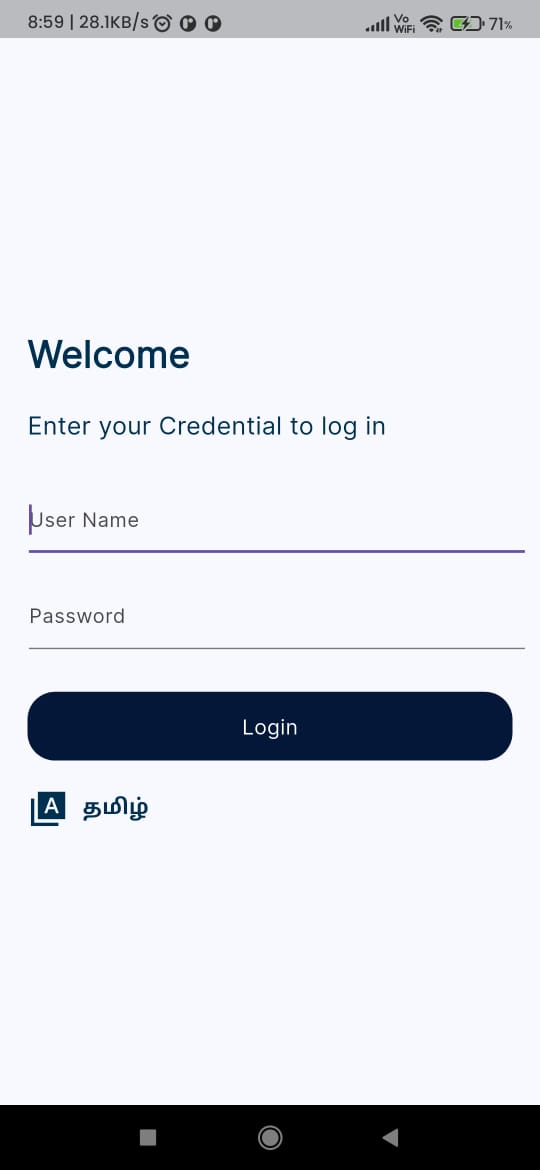 8:59 | 28.1KB/s Vo WiFi 71%
Welcome
Enter your Credential to log in
User Name
Password
Login
A தமிழ்